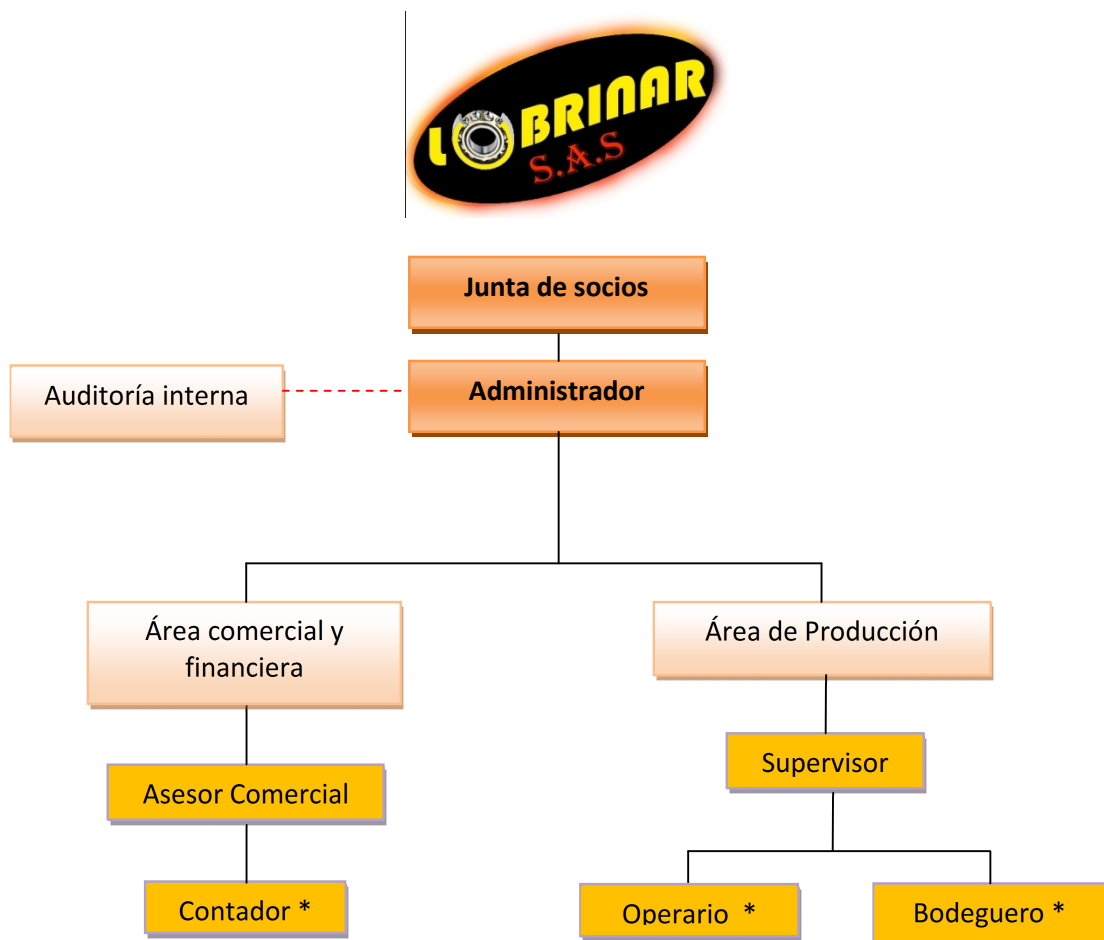 LOBRINAR
S.A.S
Junta de socios
Auditoría interna
Administrador
Área comercial y
financiera
Área de Producción
Asesor Comercial
Supervisor
Contador *
Operario *
Bodeguero *